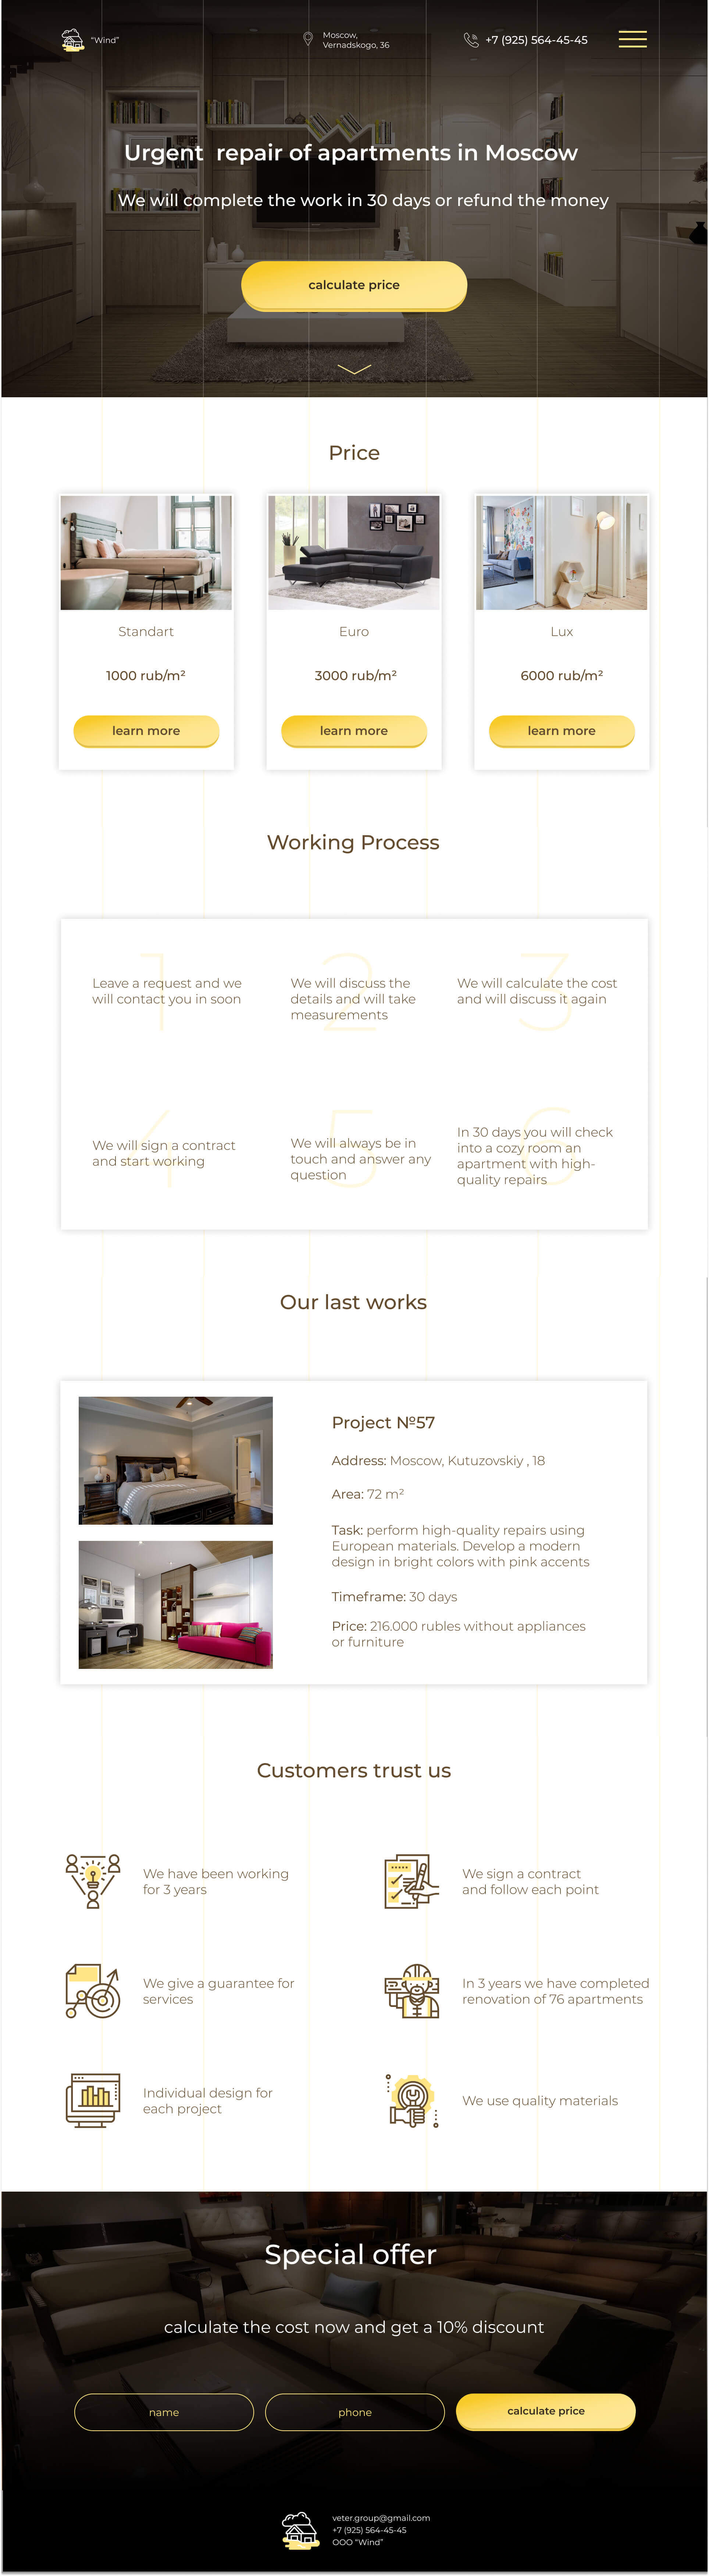 “Wind”
Moscow,
Vernadskogo, 36
+7 (925) 564-45-45
Urgent repair of apartments in Moscow
We will complete the work in 30 days or refund the money
calculate price
Price
Standart
1000 rub/m²
learn more
Euro
3000 rub/m²
learn more
Lux
6000 rub/m²
learn more
Working Process
1
Leave a request and we
will contact you in soon
2
We will discuss the
details and will take
measurements
3
We will calculate the cost
and will discuss it again
4
We will sign a contract
and start working
5
We will always be in
touch and answer any
question
6
In 30 days you will check
into a cozy room an
apartment with high-
quality repairs
Our last works
Project №57
Address: Moscow, Kutuzovskiy , 18
Area: 72 m²
Task: perform high-quality repairs using
European materials. Develop a modern
design in bright colors with pink accents
Timeframe: 30 days
Price: 216.000 rubles without appliances
or furniture
Customers trust us
We have been working
for 3 years
We sign a contract
and follow each point
We give a guarantee for
services
In 3 years we have completed
renovation of 76 apartments
Individual design for
each project
We use quality materials
Special offer
calculate the cost now and get a 10% discount
name
phone
calculate price
veter.group@gmail.com
+7 (925) 564-45-45
OOO “Wind”